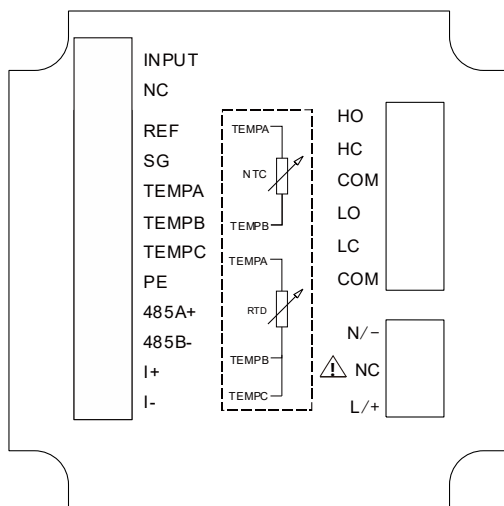 INPUT
NC
REF
SG
TEMPA
TEMPB
TEMPC
PE
485A+
485B-
I+
I-
TEMPA
NTC
TEMPB
TEMPA
RTD
TEMPB
TEMPC
HO
HC
COM
LO
LC
COM
N/-
! NC
L/+